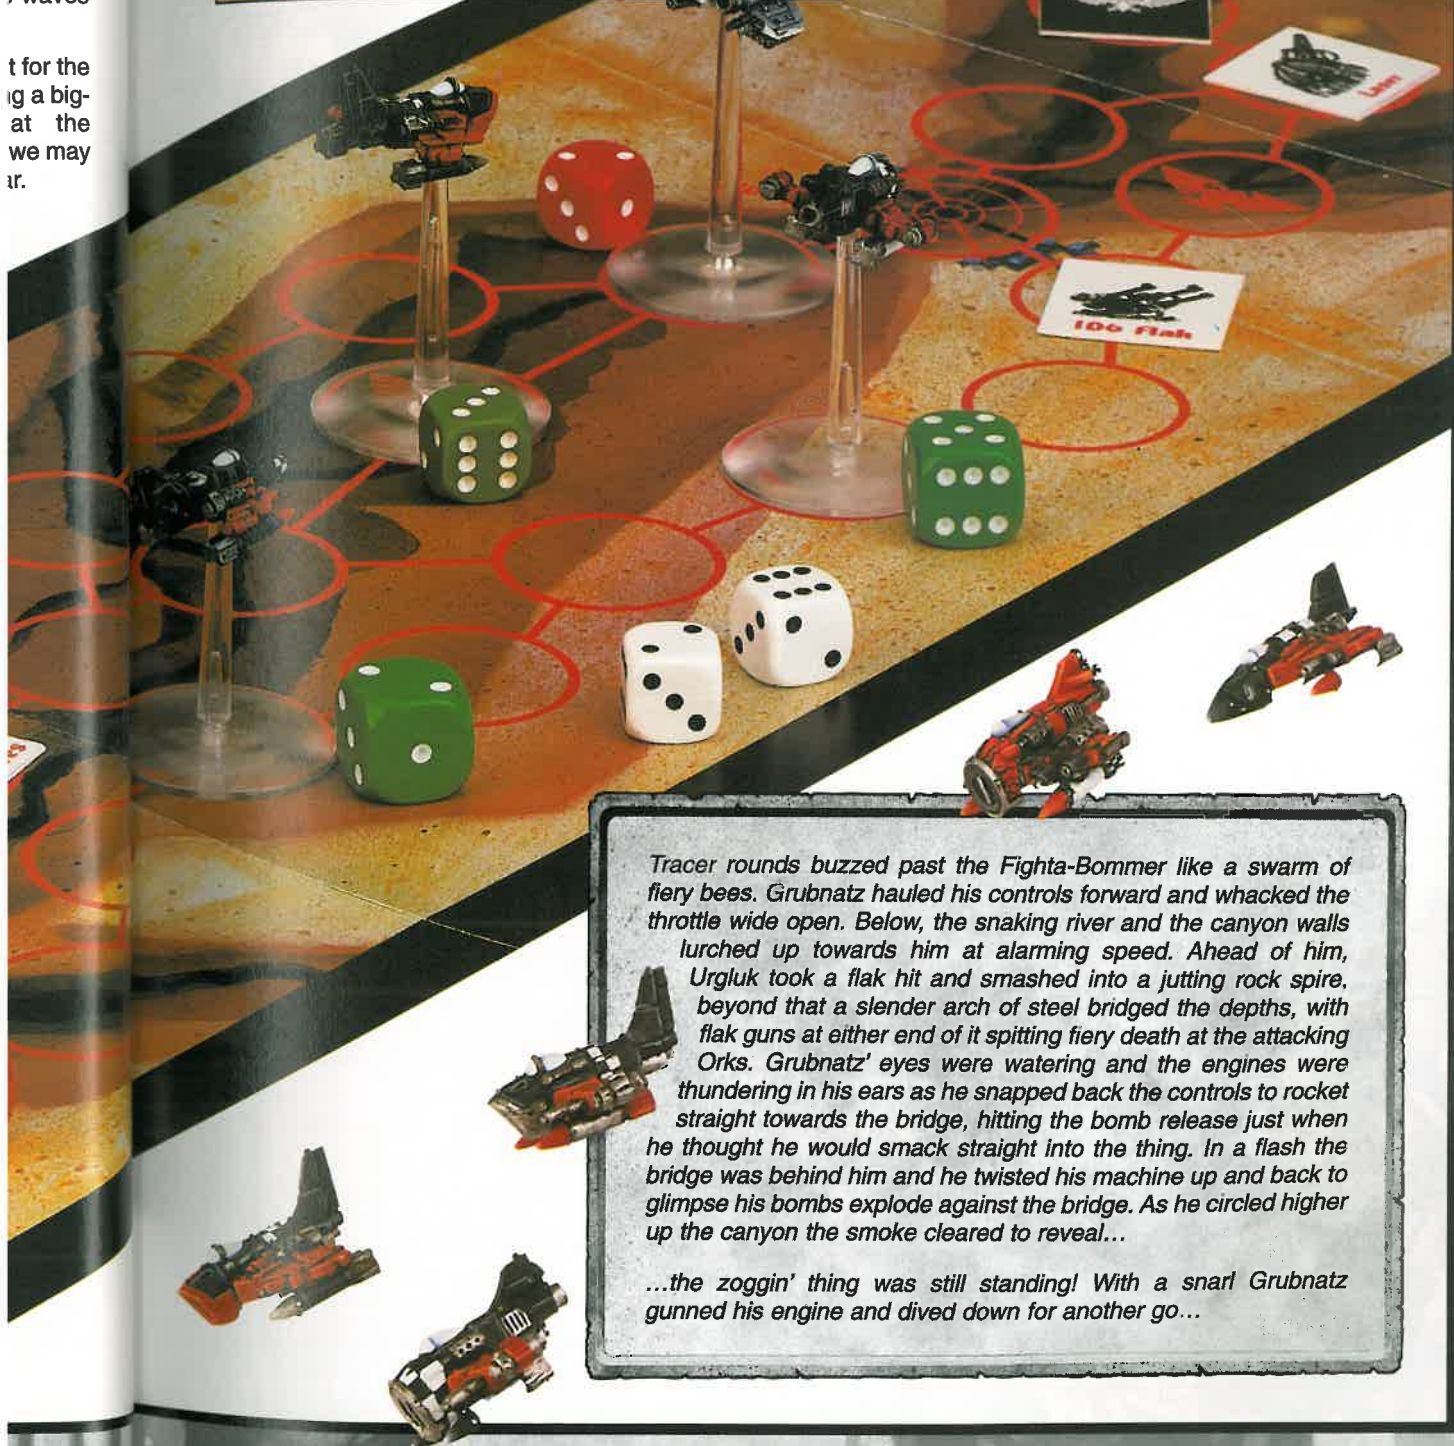 waves
t for the
g a big-
at the
we may
ar.
106 Flak
Tracer rounds buzzed past the Fighta-Bommer like a swarm of
fiery bees. Grubnatz hauled his controls forward and whacked the
throttle wide open. Below, the snaking river and the canyon walls
lurched up towards him at alarming speed. Ahead of him,
Urgluk took a flak hit and smashed into a jutting rock spire,
beyond that a slender arch of steel bridged the depths, with
flak guns at either end of it spitting fiery death at the attacking
Orks. Grubnatz' eyes were watering and the engines were
thundering in his ears as he snapped back the controls to rocket
straight towards the bridge, hitting the bomb release just when
he thought he would smack straight into the thing. In a flash the
bridge was behind him and he twisted his machine up and back to
glimpse his bombs explode against the bridge. As he circled higher
up the canyon the smoke cleared to reveal...
...the zoggin' thing was still standing! With a snarl Grubnatz
gunned his engine and dived down for another go...